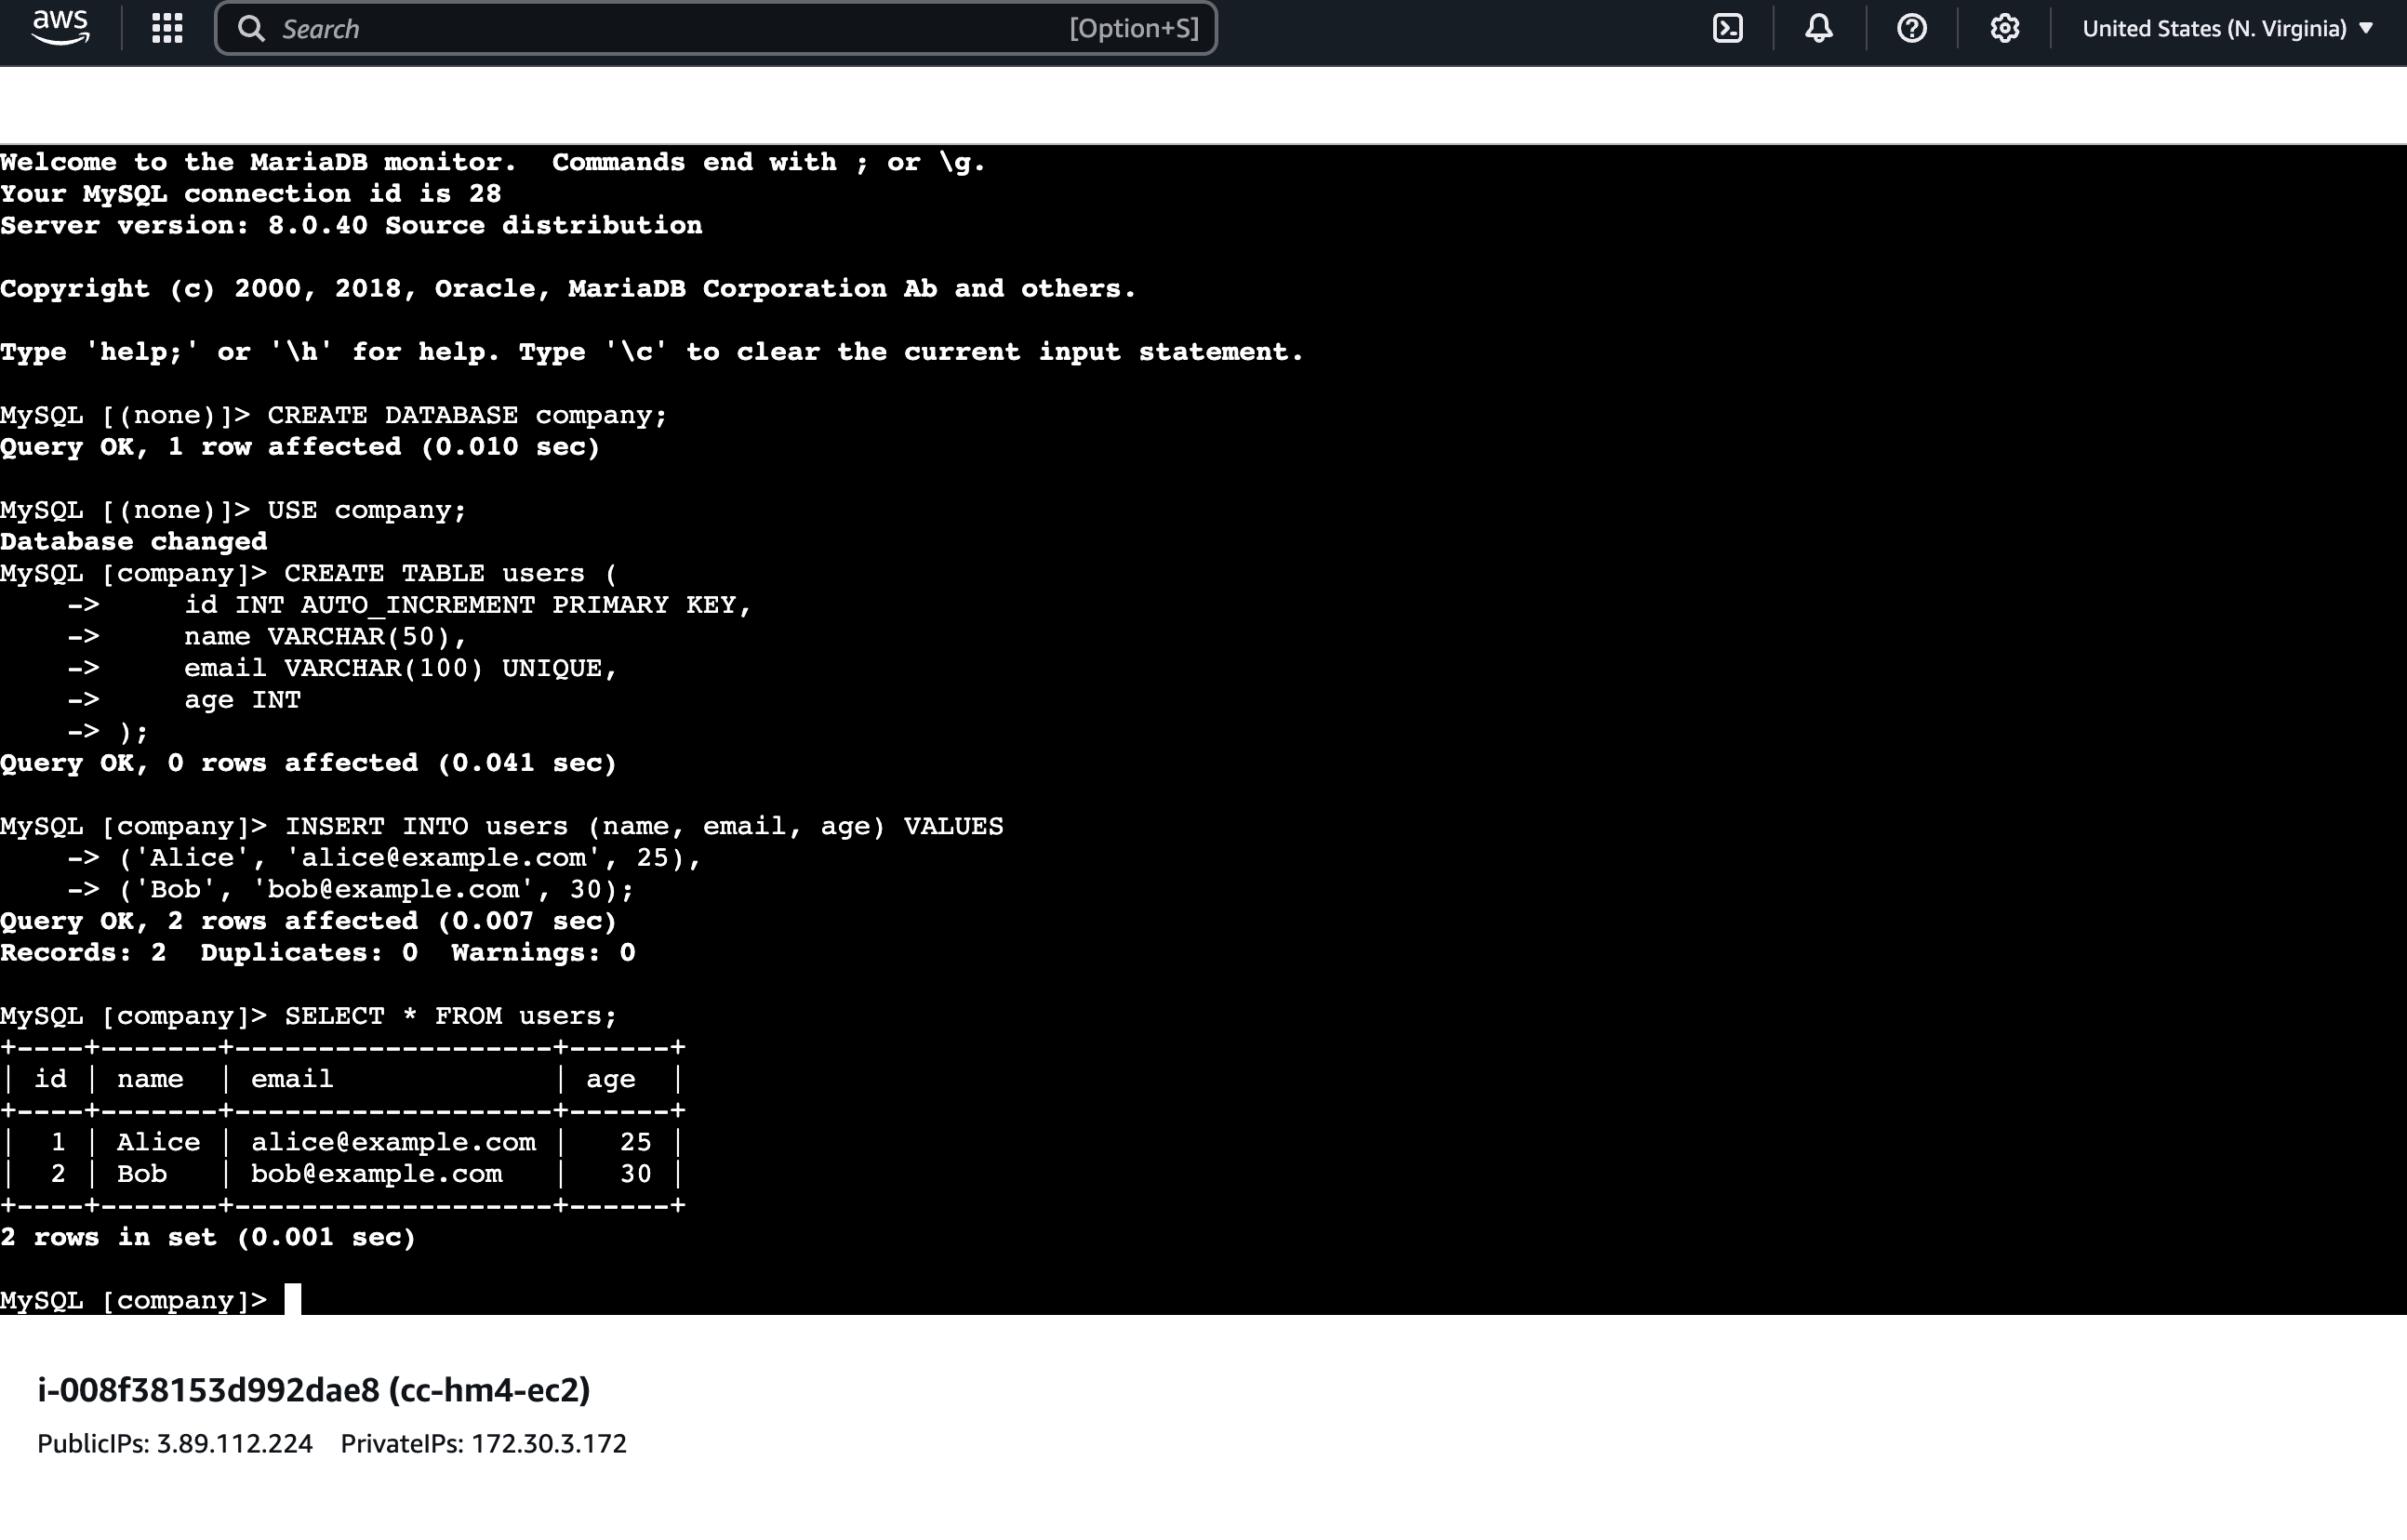 aws Search [Option+S] United States (N. Virginia)
Welcome to the MariaDB monitor.  Commands end with ; or \g.
Your MySQL connection id is 28
Server version: 8.0.40 Source distribution
Copyright (c) 2000, 2018, Oracle, MariaDB Corporation Ab and others.
Type 'help;' or '\h' for help. Type '\c' to clear the current input statement.
MySQL [(none)]> CREATE DATABASE company;
Query OK, 1 row affected (0.010 sec)
MySQL [(none)]> USE company;
Database changed
MySQL [company]> CREATE TABLE users (
    ->     id INT AUTO_INCREMENT PRIMARY KEY,
    ->     name VARCHAR(50),
    ->     email VARCHAR(100) UNIQUE,
    ->     age INT
    -> );
Query OK, 0 rows affected (0.041 sec)
MySQL [company]> INSERT INTO users (name, email, age) VALUES
    -> ('Alice', 'alice@example.com', 25),
    -> ('Bob', 'bob@example.com', 30);
Query OK, 2 rows affected (0.007 sec)
Records: 2  Duplicates: 0  Warnings: 0
MySQL [company]> SELECT * FROM users;
+----+-------+-------------------+------+
| id | name  | email             | age  |
+----+-------+-------------------+------+
|  1 | Alice | alice@example.com |   25 |
|  2 | Bob   | bob@example.com   |   30 |
+----+-------+-------------------+------+
2 rows in set (0.001 sec)
MySQL [company]>
i-008f38153d992dae8 (cc-hm4-ec2)
PublicIPs: 3.89.112.224 PrivateIPs: 172.30.3.172